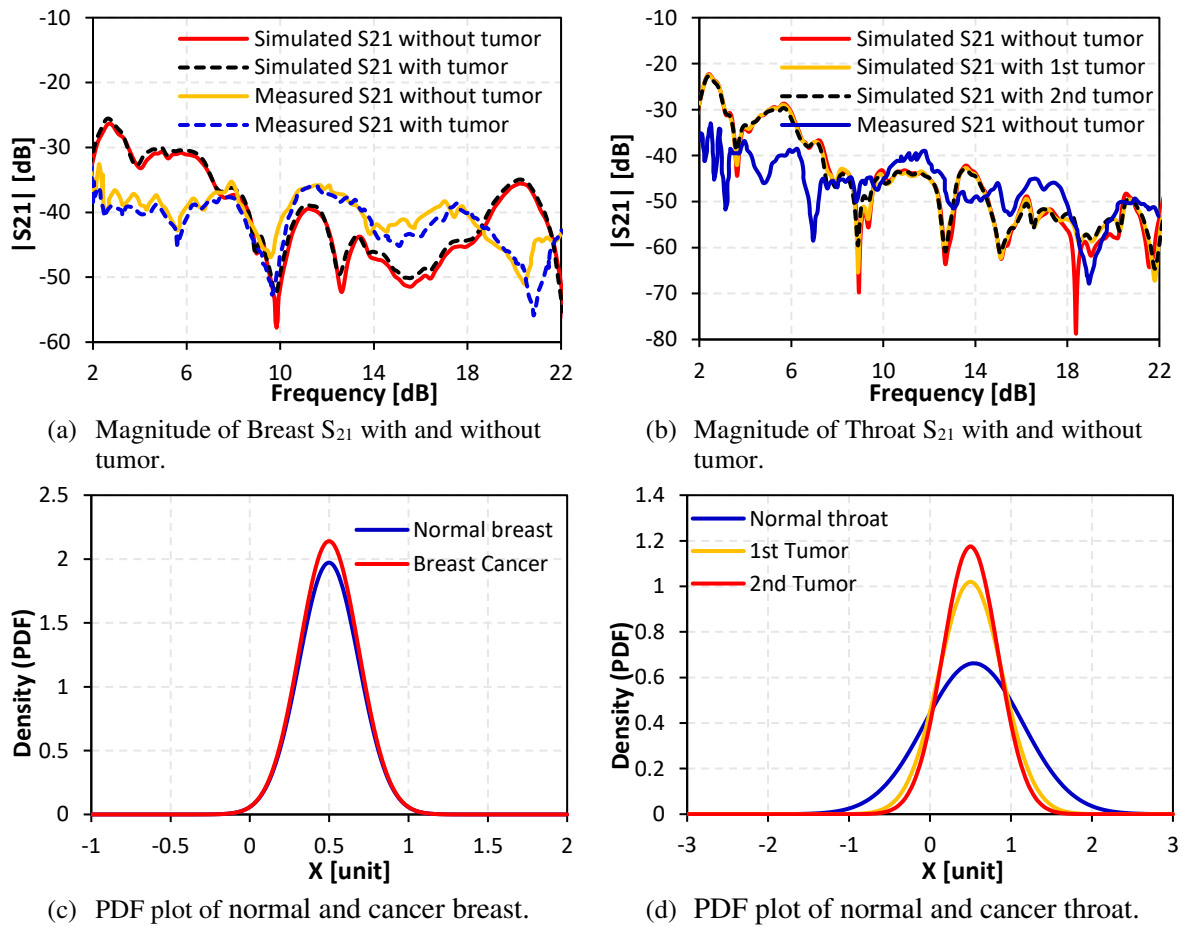 -10
-20
-30
-40
-50
-60
|S21| [dB]
Simulated S21 without tumor
Simulated S21 with tumor
Measured S21 without tumor
Measured S21 with tumor
2 6 10 14 18 22
Frequency [dB]
(a) Magnitude of Breast S21 with and without
tumor.
-10
-20
-30
-40
-50
-60
-70
-80
|S21| [dB]
Simulated S21 without tumor
Simulated S21 with 1st tumor
Simulated S21 with 2nd tumor
Measured S21 without tumor
2 6 10 14 18 22
Frequency [dB]
(b) Magnitude of Throat S21 with and without
tumor.
2.5
2
1.5
1
0.5
0
Density (PDF)
Normal breast
Breast Cancer
-1 -0.5 0 0.5 1 1.5 2
X [unit]
(c) PDF plot of normal and cancer breast.
1.4
1.2
1
0.8
0.6
0.4
0.2
0
Density (PDF)
Normal throat
1st Tumor
2nd Tumor
-3 -2 -1 0 1 2 3
X [unit]
(d) PDF plot of normal and cancer throat.